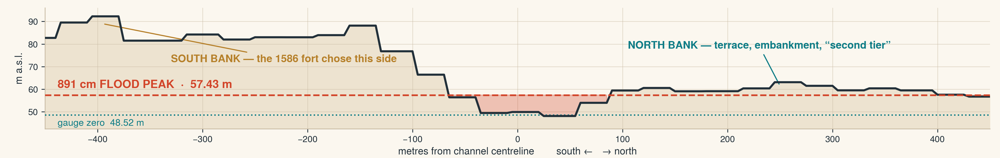 90
80
70
60
50
m a.s.l.
NORTH BANK — terrace, embankment, “second tier”
SOUTH BANK — the 1586 fort chose this side
891 cm FLOOD PEAK · 57.43 m
gauge zero 48.52 m
−400 −300 −200 −100 0 100 200 300 400
metres from channel centreline south ← → north